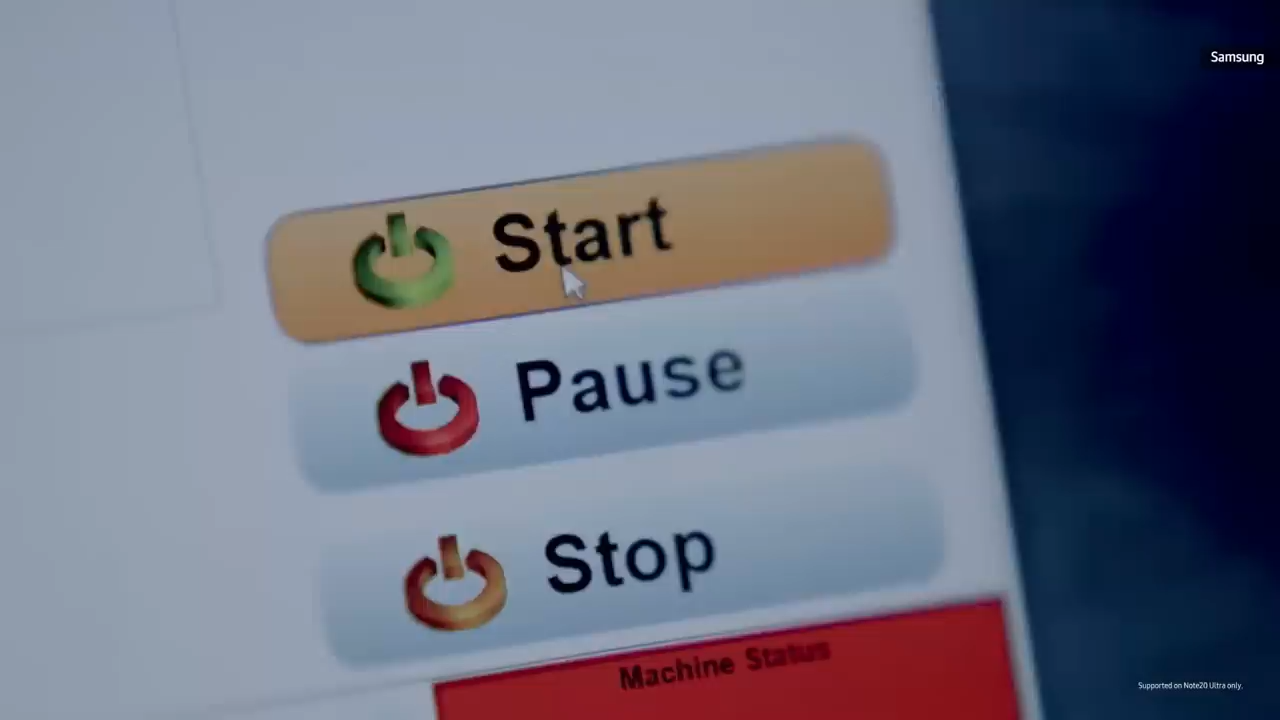 Samsung
Start
Pause
Stop
Machine Status
Supported on Note20 Ultra only.